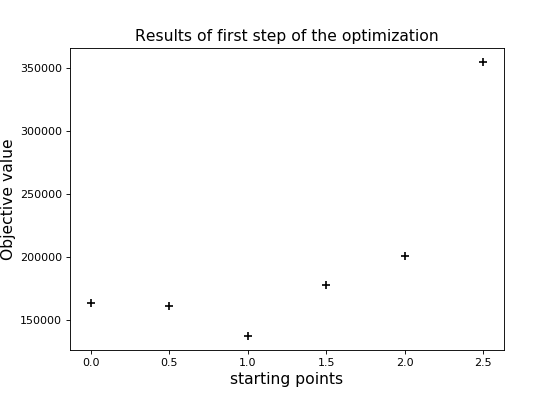 Results of first step of the optimization
350000
300000
250000
200000
150000
Objective value
0.0 0.5 1.0 1.5 2.0 2.5
starting points